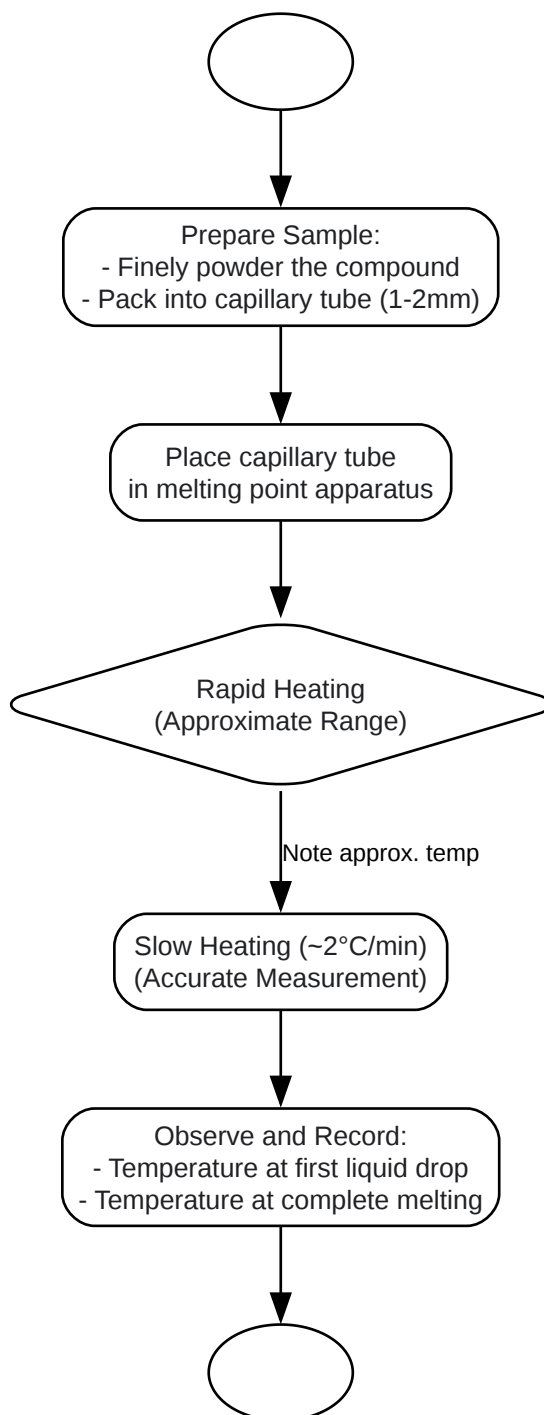 Prepare Sample:
- Finely powder the compound
- Pack into capillary tube (1-2mm)
Place capillary tube
in melting point apparatus
Rapid Heating
(Approximate Range)
Note approx. temp
Slow Heating (~2°C/min)
(Accurate Measurement)
Observe and Record:
- Temperature at first liquid drop
- Temperature at complete melting